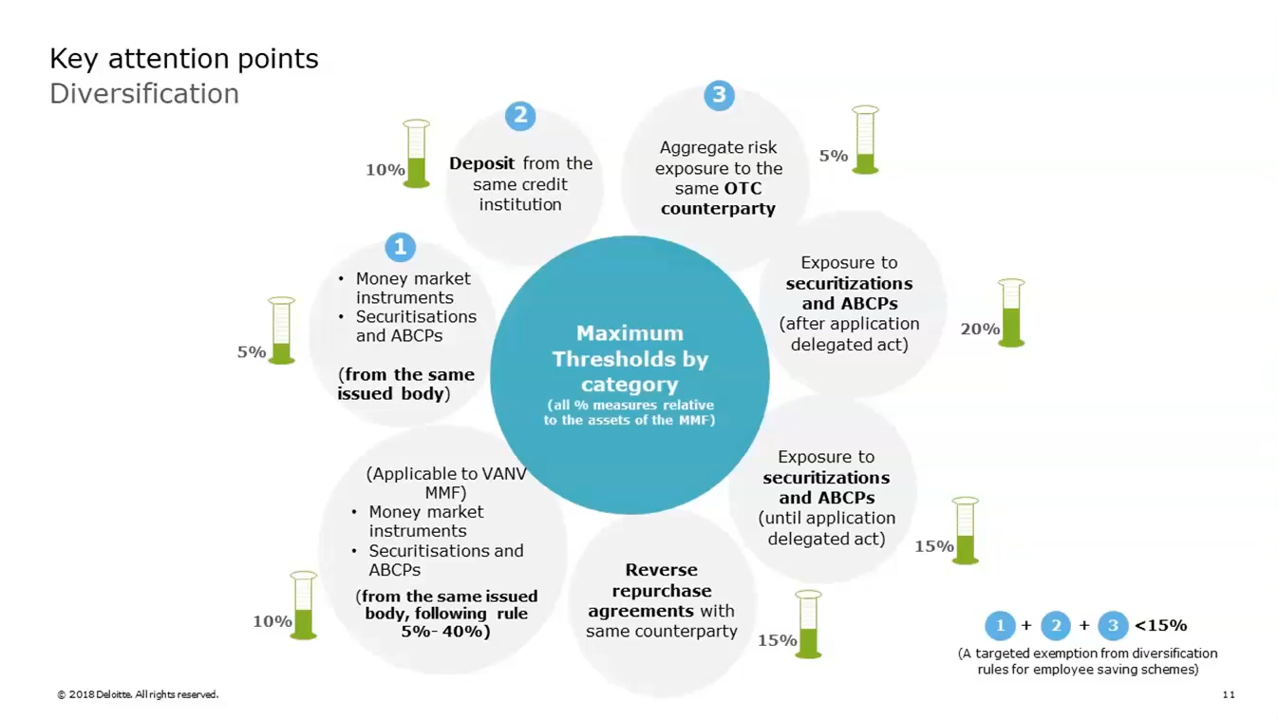 Key attention points
Diversification
2
10%
Deposit from the
same credit
institution
3
Aggregate risk
exposure to the
same OTC
counterparty
5%
1
• Money market
instruments
• Securitisations
and ABCPs
(from the same
issued body)
5%
Maximum
Thresholds by
category
(all % measures relative
to the assets of the MMF)
Exposure to
securitizations
and ABCPs
(after application
delegated act)
20%
(Applicable to VANV
MMF)
• Money market
instruments
• Securitisations and
ABCPs
(from the same issued
body, following rule
5%- 40%)
10%
Reverse
repurchase
agreements with
same counterparty
15%
Exposure to
securitizations
and ABCPs
(until application
delegated act)
15%
1 + 2 + 3 <15%
(A targeted exemption from diversification
rules for employee saving schemes)
© 2018 Deloitte. All rights reserved.
11